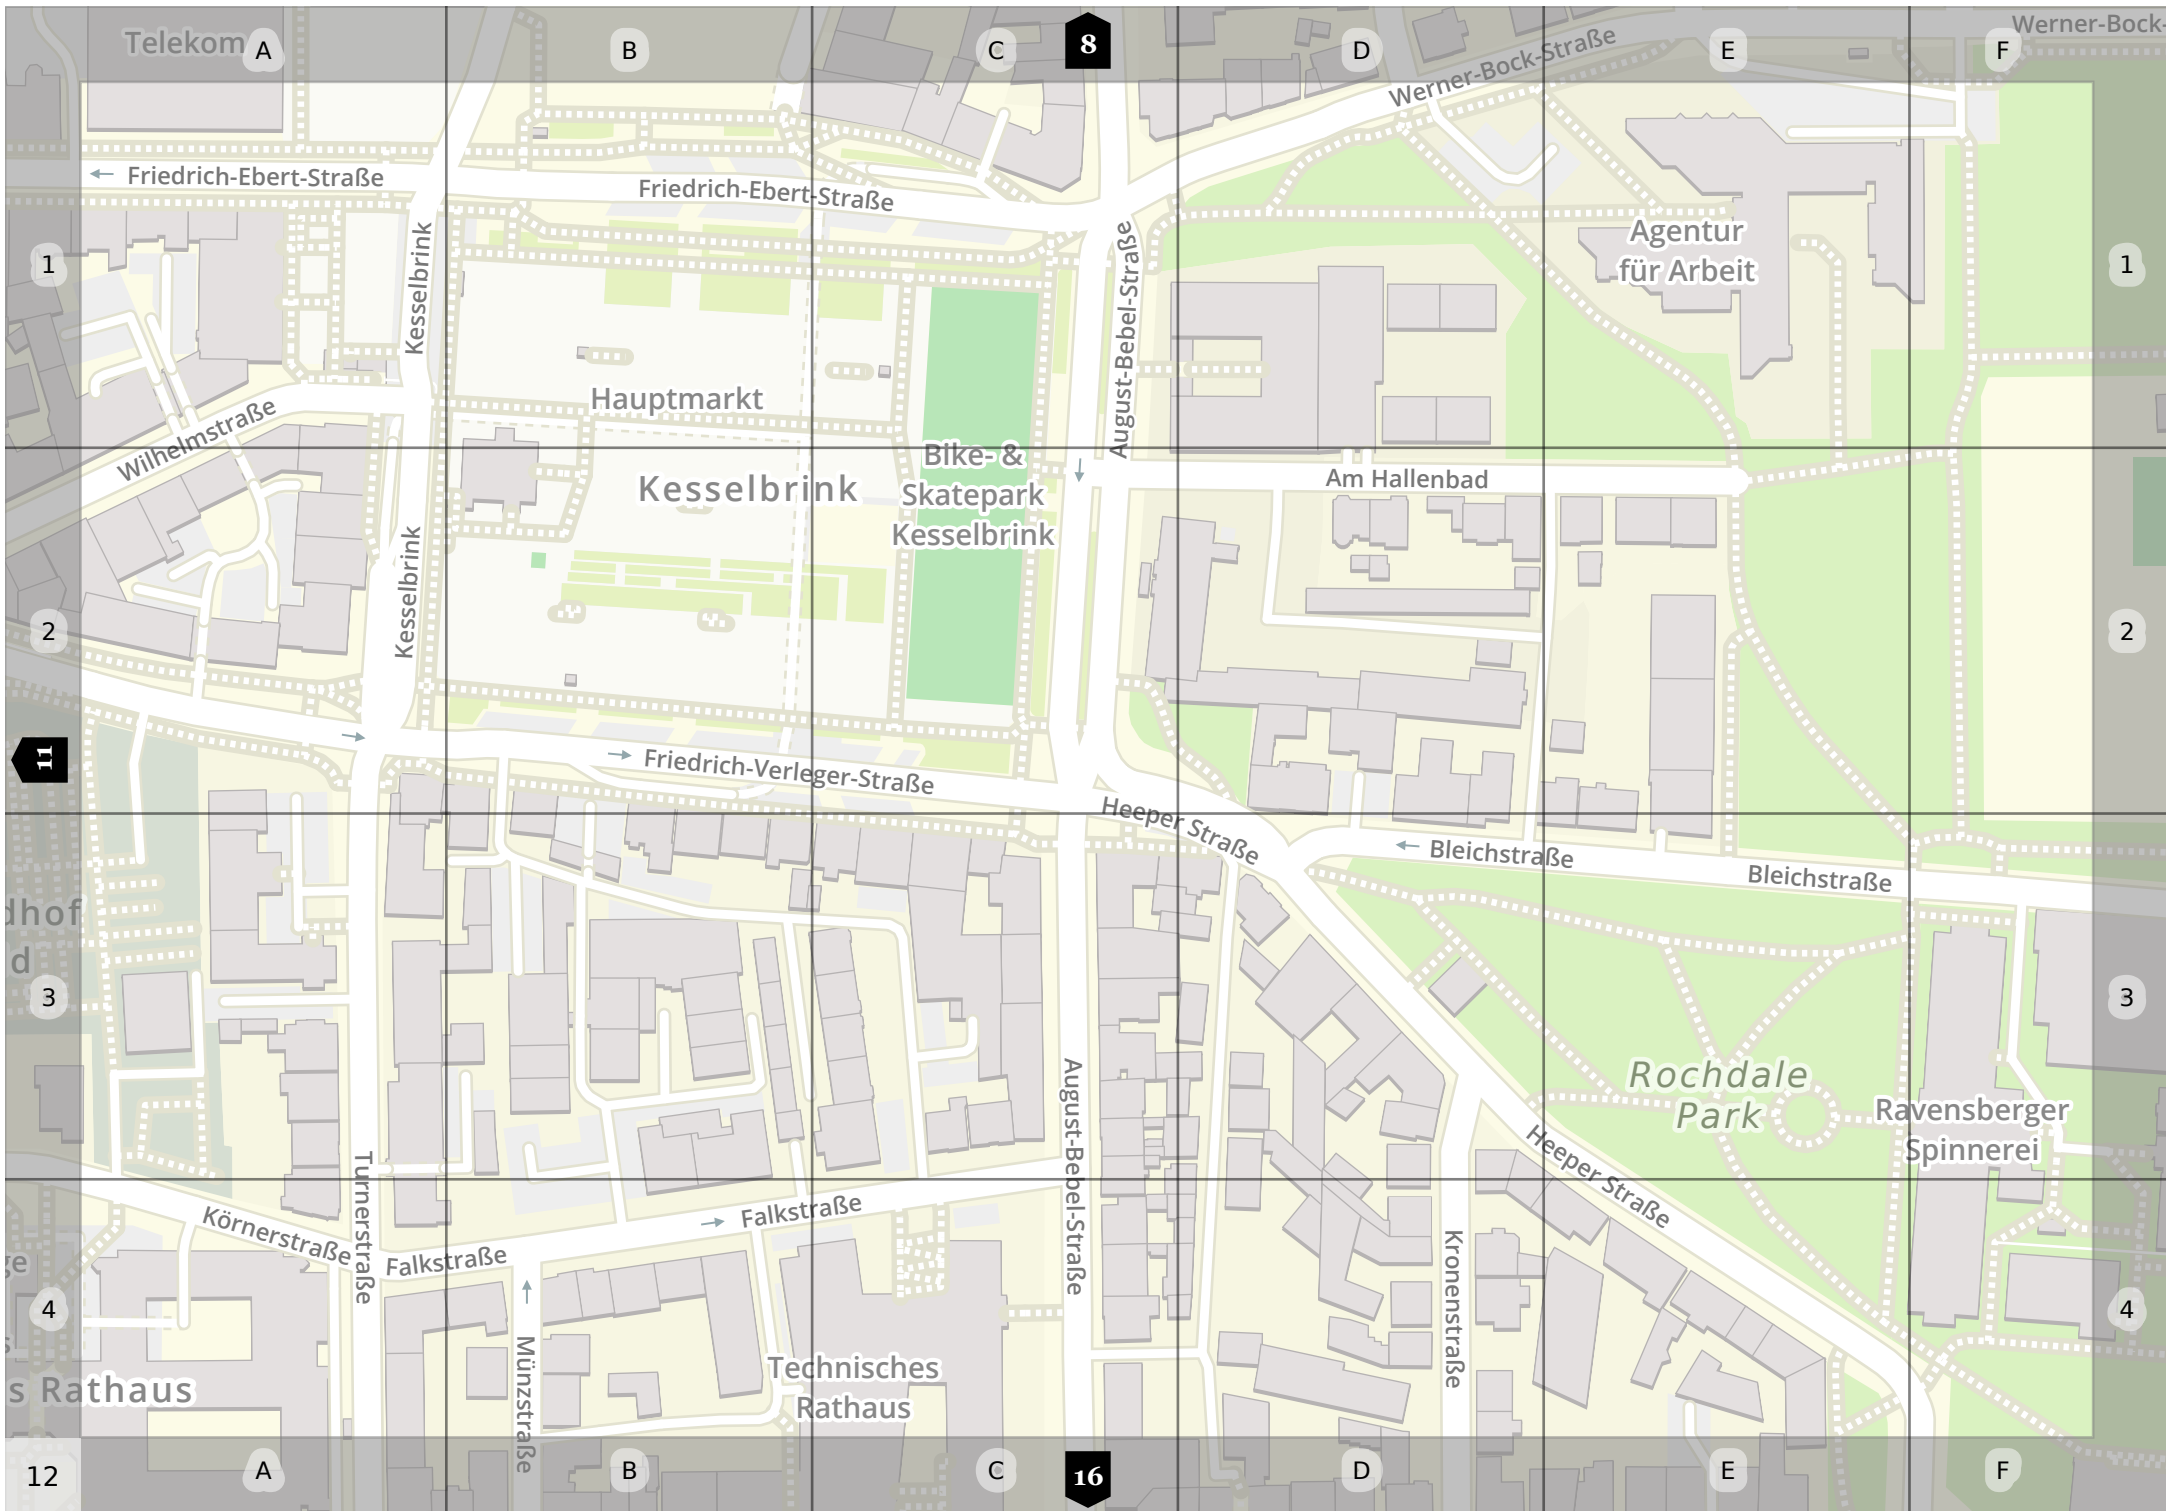 Telekom
A
B
C
8
D
E
F
Werner-Bock-
Werner-Bock-Straße
Friedrich-Ebert-Straße
Friedrich-Ebert-Straße
1
Kesselbrink
August-Bebel-Straße
Agentur
für Arbeit
1
Wilhelmstraße
Hauptmarkt
Kesselbrink
Bike- &
Skatepark
Kesselbrink
Am Hallenbad
2
Kesselbrink
2
11
Friedrich-Verleger-Straße
Heeper Straße
Bleichstraße
Bleichstraße
dhof
d
3
3
August-Bebel-Straße
Rochdale
Park
Ravensberger
Spinnerei
Heeper Straße
Turnerstraße
Körnerstraße
Falkstraße
Falkstraße
Kronenstraße
ge
4
4
s
s Rathaus
Münzstraße
Technisches
Rathaus
12
A
B
C
16
D
E
F